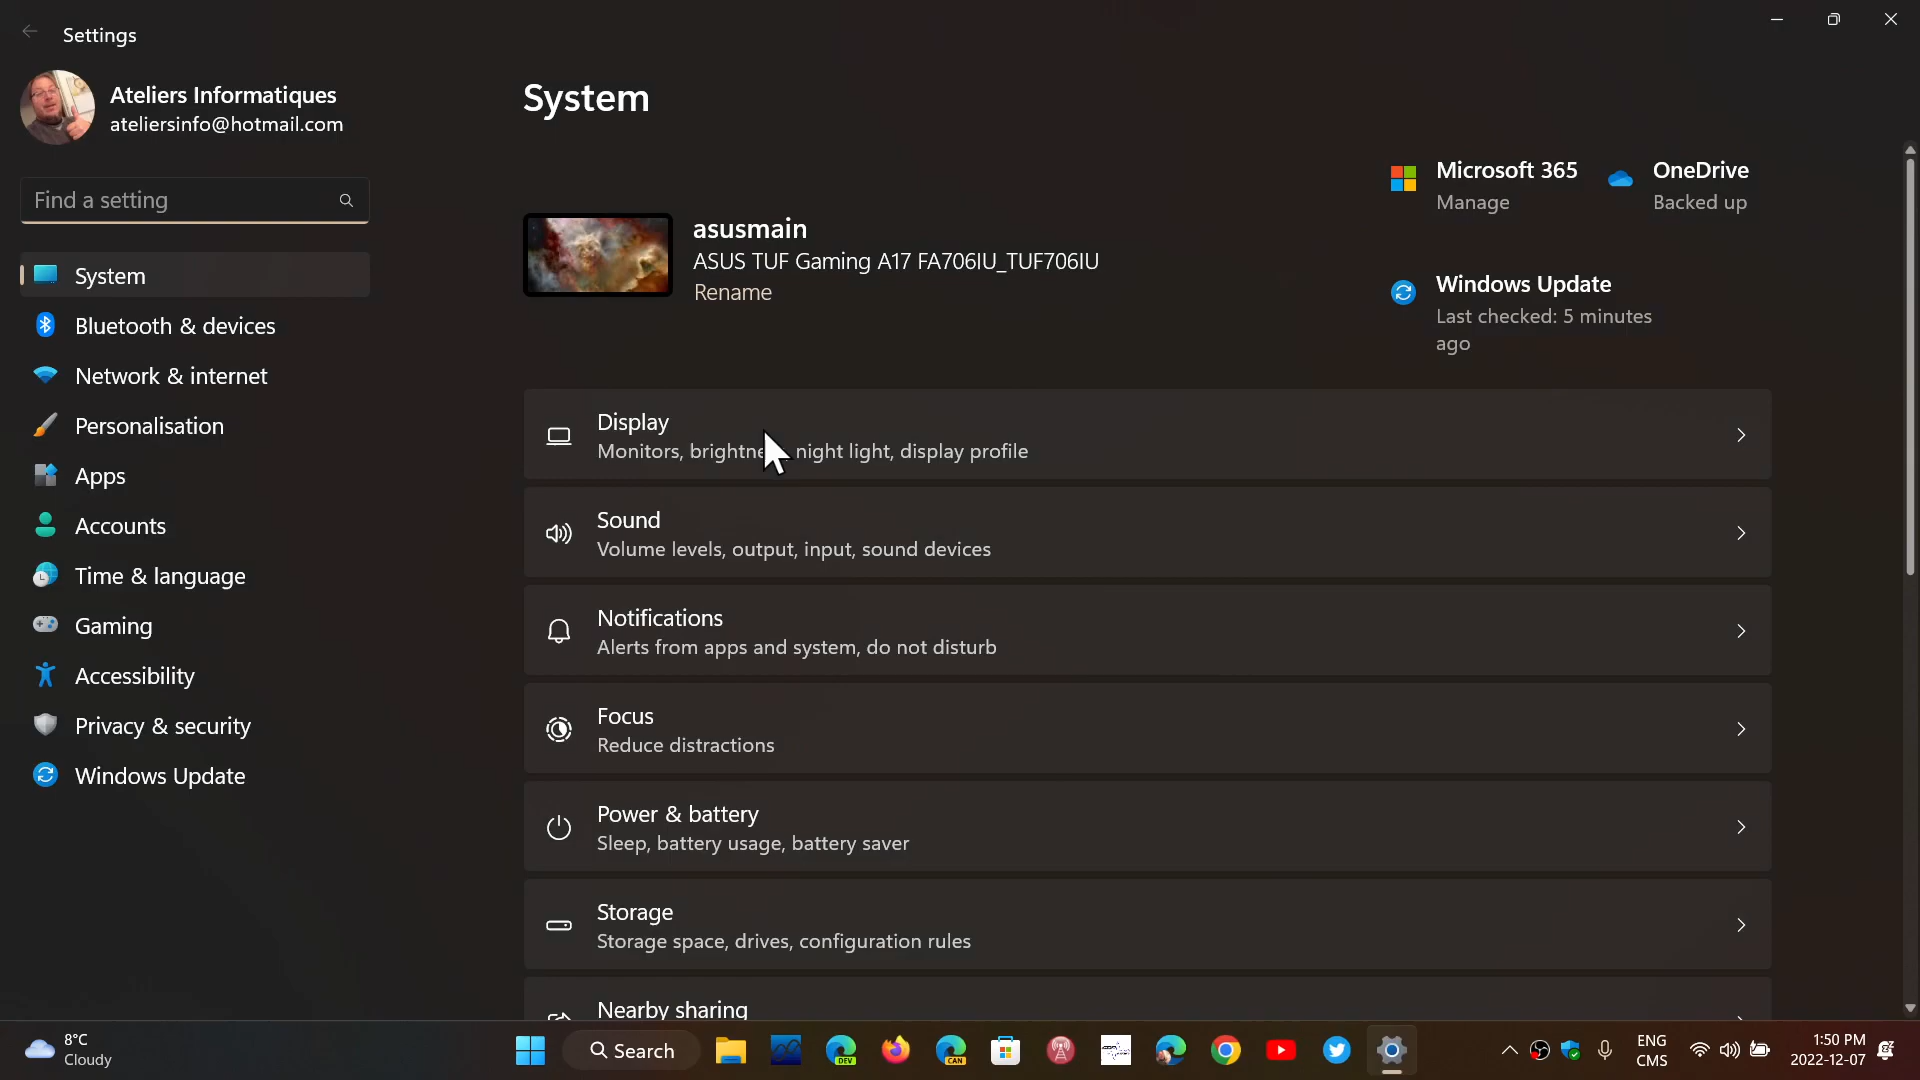 Settings
Ateliers Informatiques
ateliersinfo@hotmail.com
Find a setting
System
Bluetooth & devices
Network & internet
Personalisation
Apps
Accounts
Time & language
Gaming
Accessibility
Privacy & security
Windows Update
System
asusmain
ASUS TUF Gaming A17 FA706IU_TUF706IU
Rename
Microsoft 365
Manage
OneDrive
Backed up
Windows Update
Last checked: 5 minutes
ago
Display
Monitors, brightne night light, display profile
Sound
Volume levels, output, input, sound devices
Notifications
Alerts from apps and system, do not disturb
Focus
Reduce distractions
Power & battery
Sleep, battery usage, battery saver
Storage
Storage space, drives, configuration rules
Nearby sharing
8°C
Cloudy
Search
DEV
CAN
ENG
CMS
1:50 PM
2022-12-07